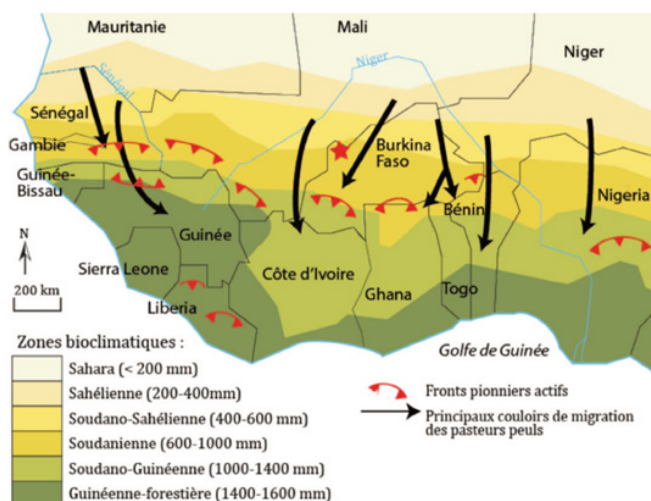 Mauritanie
Mali
Niger
Sénégal
Niger
Sénégal
Gambie
Burkina
Faso
Guinée-
Bissau
Bénin
Nigeria
N
Guinée
200 km
Sierra Leone
Côte d'Ivoire
Ghana
Togo
Liberia
Golfe de Guinée
Zones bioclimatiques :
Sahara (< 200 mm)
Sahélienne (200-400mm)
Soudano-Sahélienne (400-600 mm)
Soudanienne (600-1000 mm)
Soudano-Guinéenne (1000-1400 mm)
Guinéenne-forestière (1400-1600 mm)
Fronts pionniers actifs
Principaux couloirs de migration
des pasteurs peuls